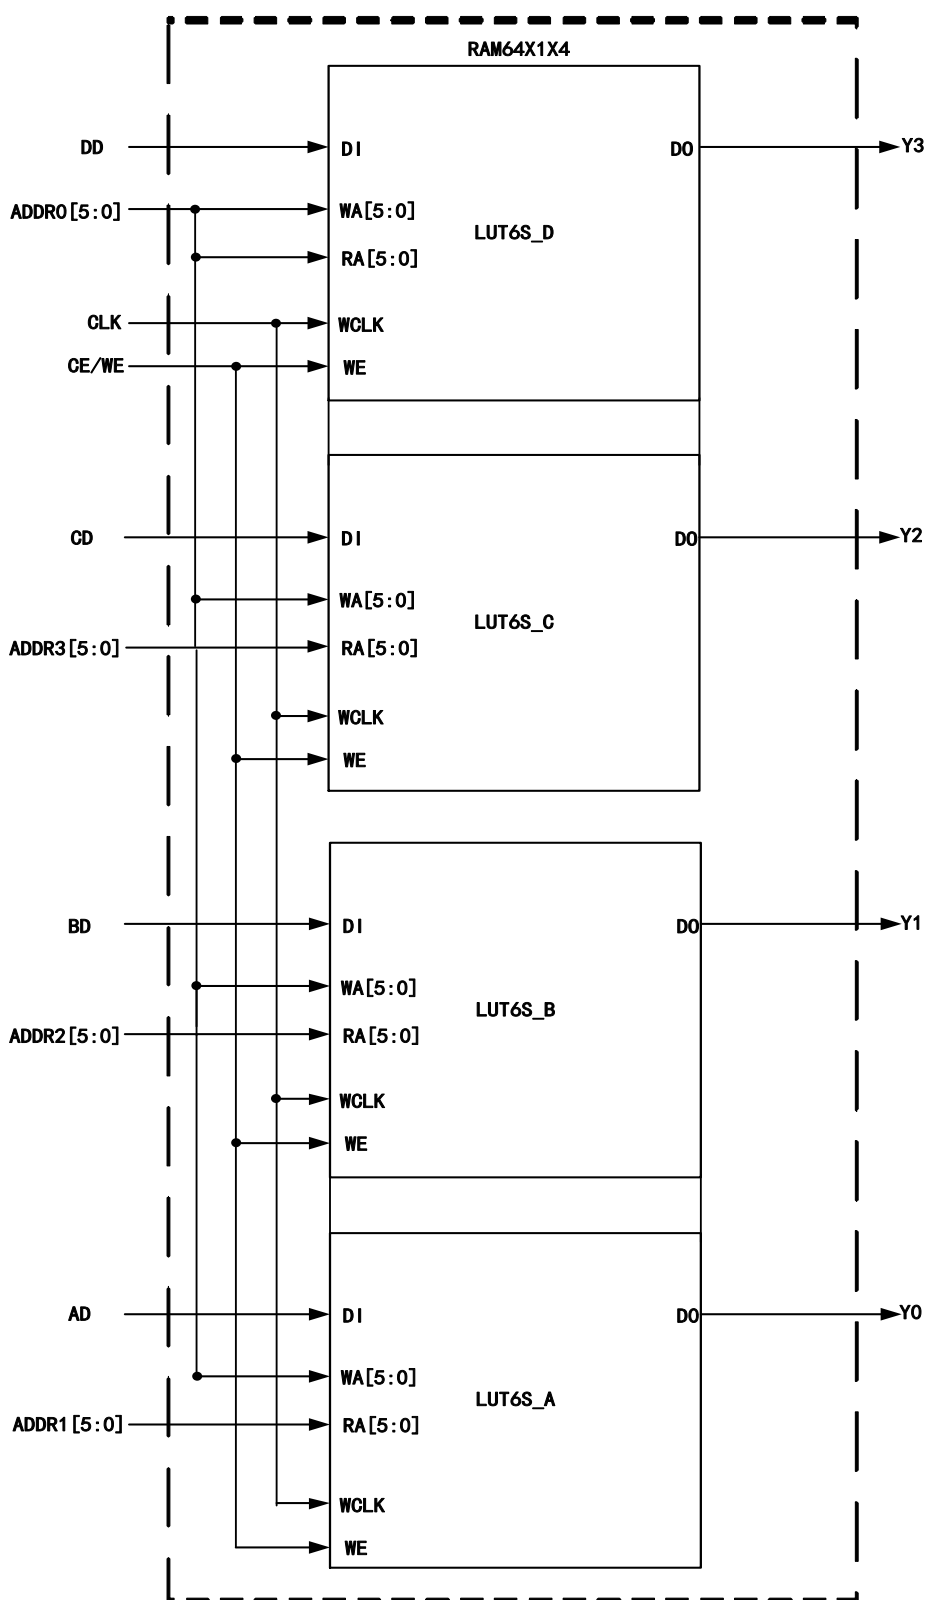 RAM64X1X4
DD
DI
DO
Y3
ADDR0[5:0]
WA[5:0]
LUT6S_D
RA[5:0]
CLK
WCLK
CE/WE
WE
CD
DI
DO
Y2
WA[5:0]
LUT6S_C
ADDR3[5:0]
RA[5:0]
WCLK
WE
BD
DI
DO
Y1
WA[5:0]
LUT6S_B
ADDR2[5:0]
RA[5:0]
WCLK
WE
AD
DI
DO
Y0
WA[5:0]
LUT6S_A
ADDR1[5:0]
RA[5:0]
WCLK
WE